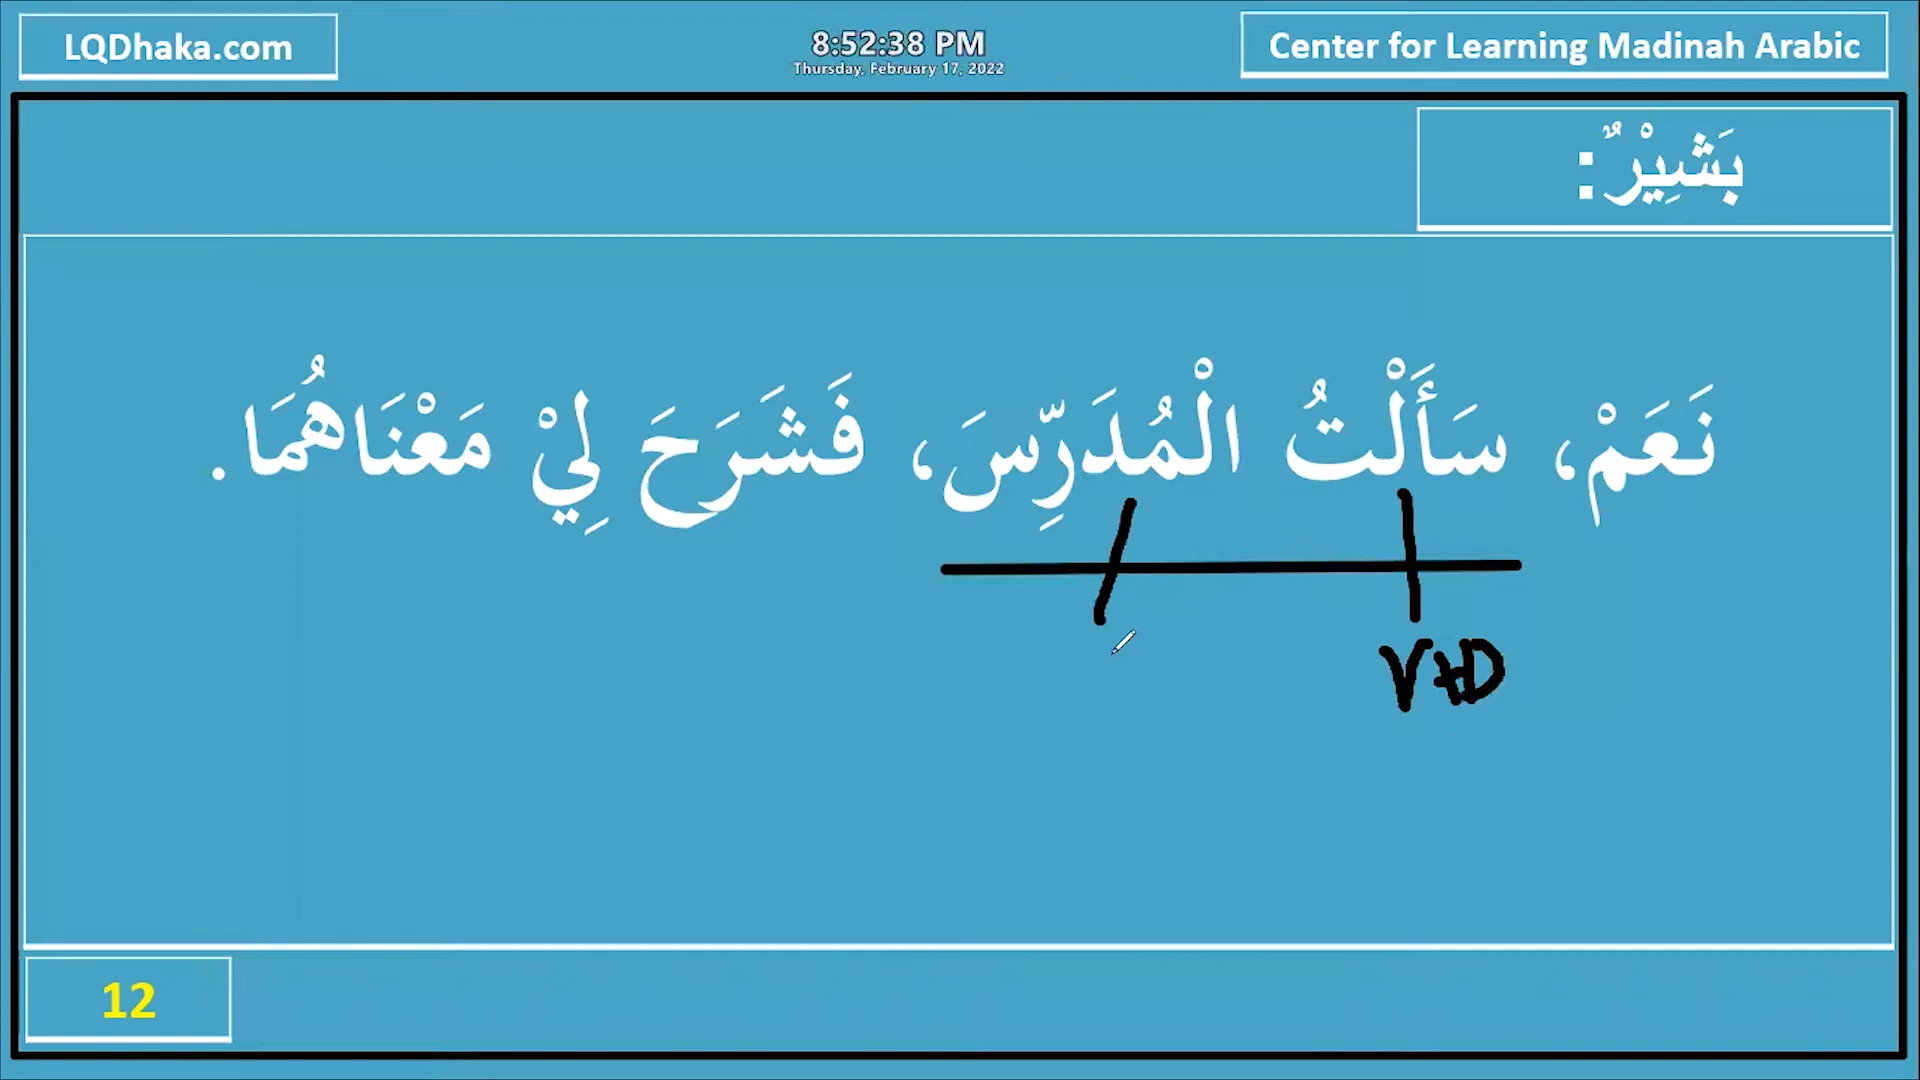 LQDhaka.com
8:52:38 PM
Thursday, February 17, 2022
Center for Learning Madinah Arabic
بَشِيْرٌ:
نَعَمْ، سَأَلْتُ الْمُدَرِّسَ، فَشَرَحَ لِيْ مَعْنَاهُمَا.
V+D
12